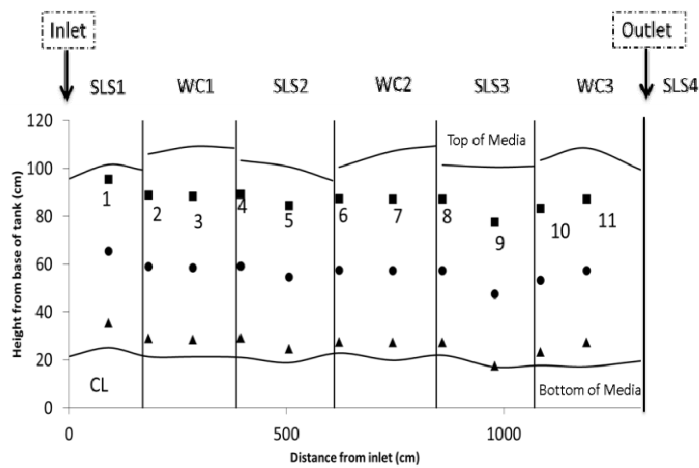 Inlet
Outlet
SLS1 WC1 SLS2 WC2 SLS3 WC3 SLS4
Height from base of tank (cm)
120
100
80
60
40
20
0
Top of Media
1 2 3 4 5 6 7 8 9 10 11
CL
Bottom of Media
0 500 1000
Distance from inlet (cm)